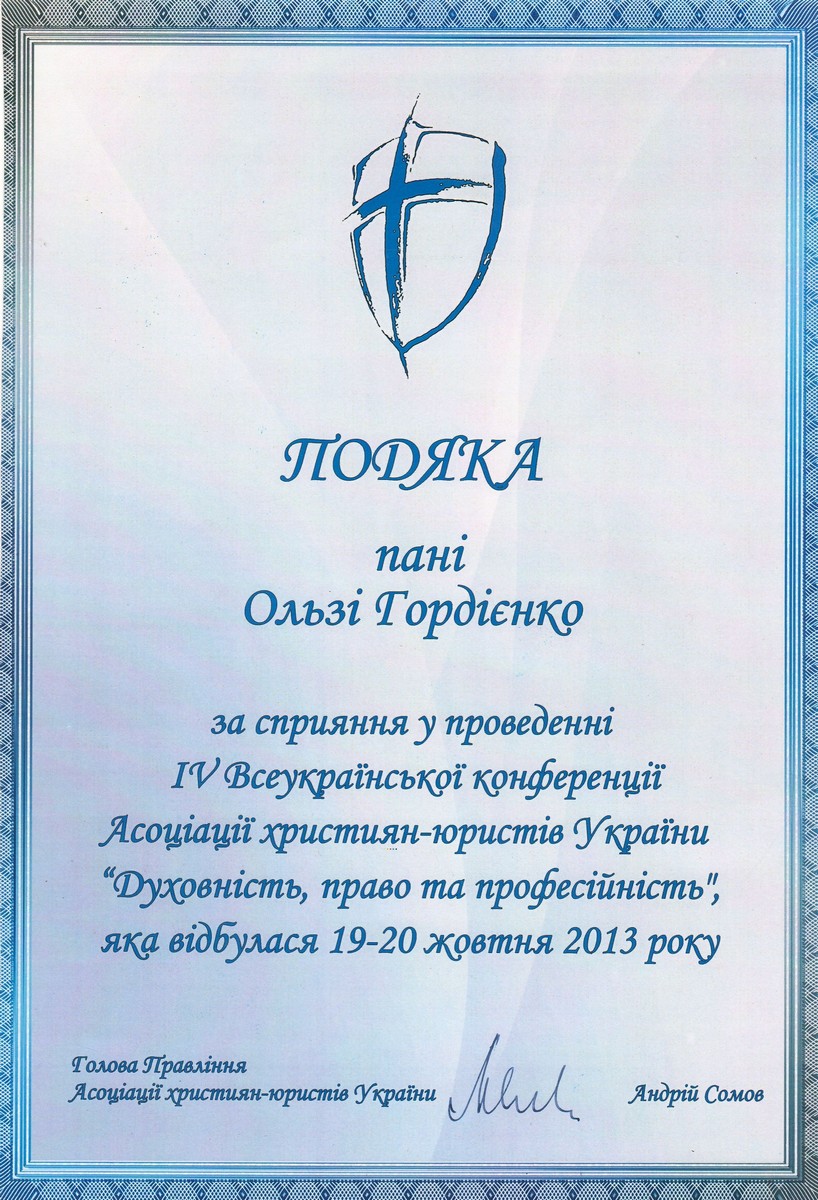 ПОДЯКА
пані
Ользі Гордієнко
за сприяння у проведенні
IV Всеукраїнської конференції
Асоціації християн-юристів України
“Духовність, право та професійність",
яка відбулася 19-20 жовтня 2013 року
Голова Правління
Асоціації християн-юристів України
Андрій Сомов